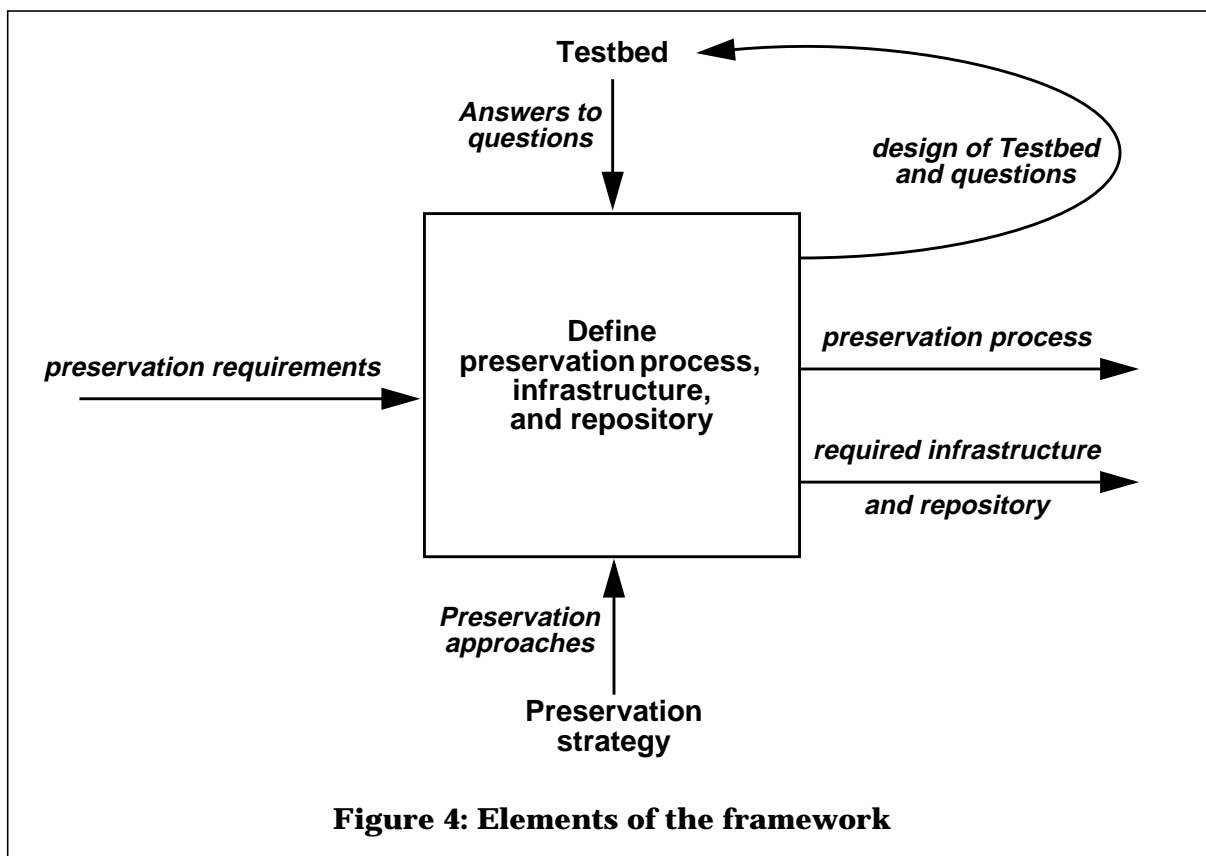 Testbed
Answers to
questions
design of Testbed
and questions
Define
preservation process,
infrastructure,
and repository
preservation requirements
preservation process
required infrastructure
and repository
Preservation
approaches
Preservation
strategy
Figure 4: Elements of the framework